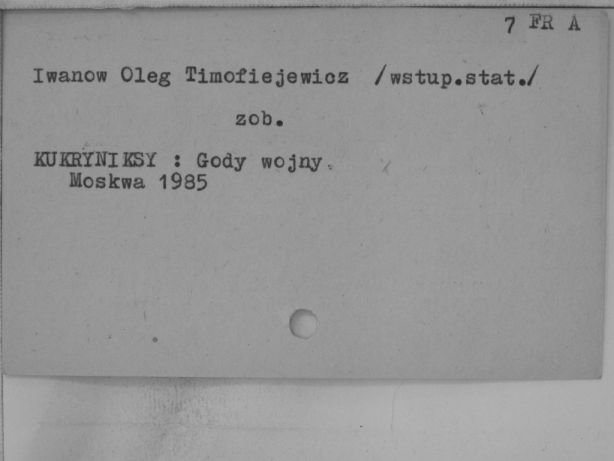 7 FR A
Iwanow Oleg Timofiejewicz /wstup.stat./
zob.
KUKRYNIKSY : Gody wojny.
Moskwa 1985